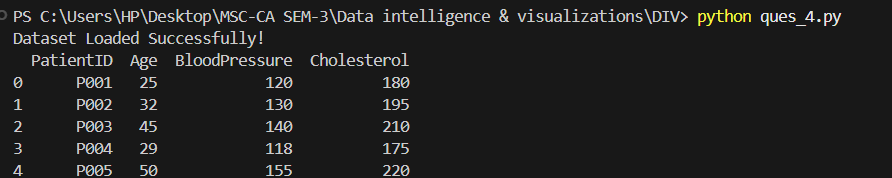 PS C:\Users\HP\Desktop\MSC-CA SEM-3\Data intelligence & visualizations\DIV> python ques_4.py
Dataset Loaded Successfully!
  PatientID  Age  BloodPressure  Cholesterol
0      P001   25            120          180
1      P002   32            130          195
2      P003   45            140          210
3      P004   29            118          175
4      P005   50            155          220